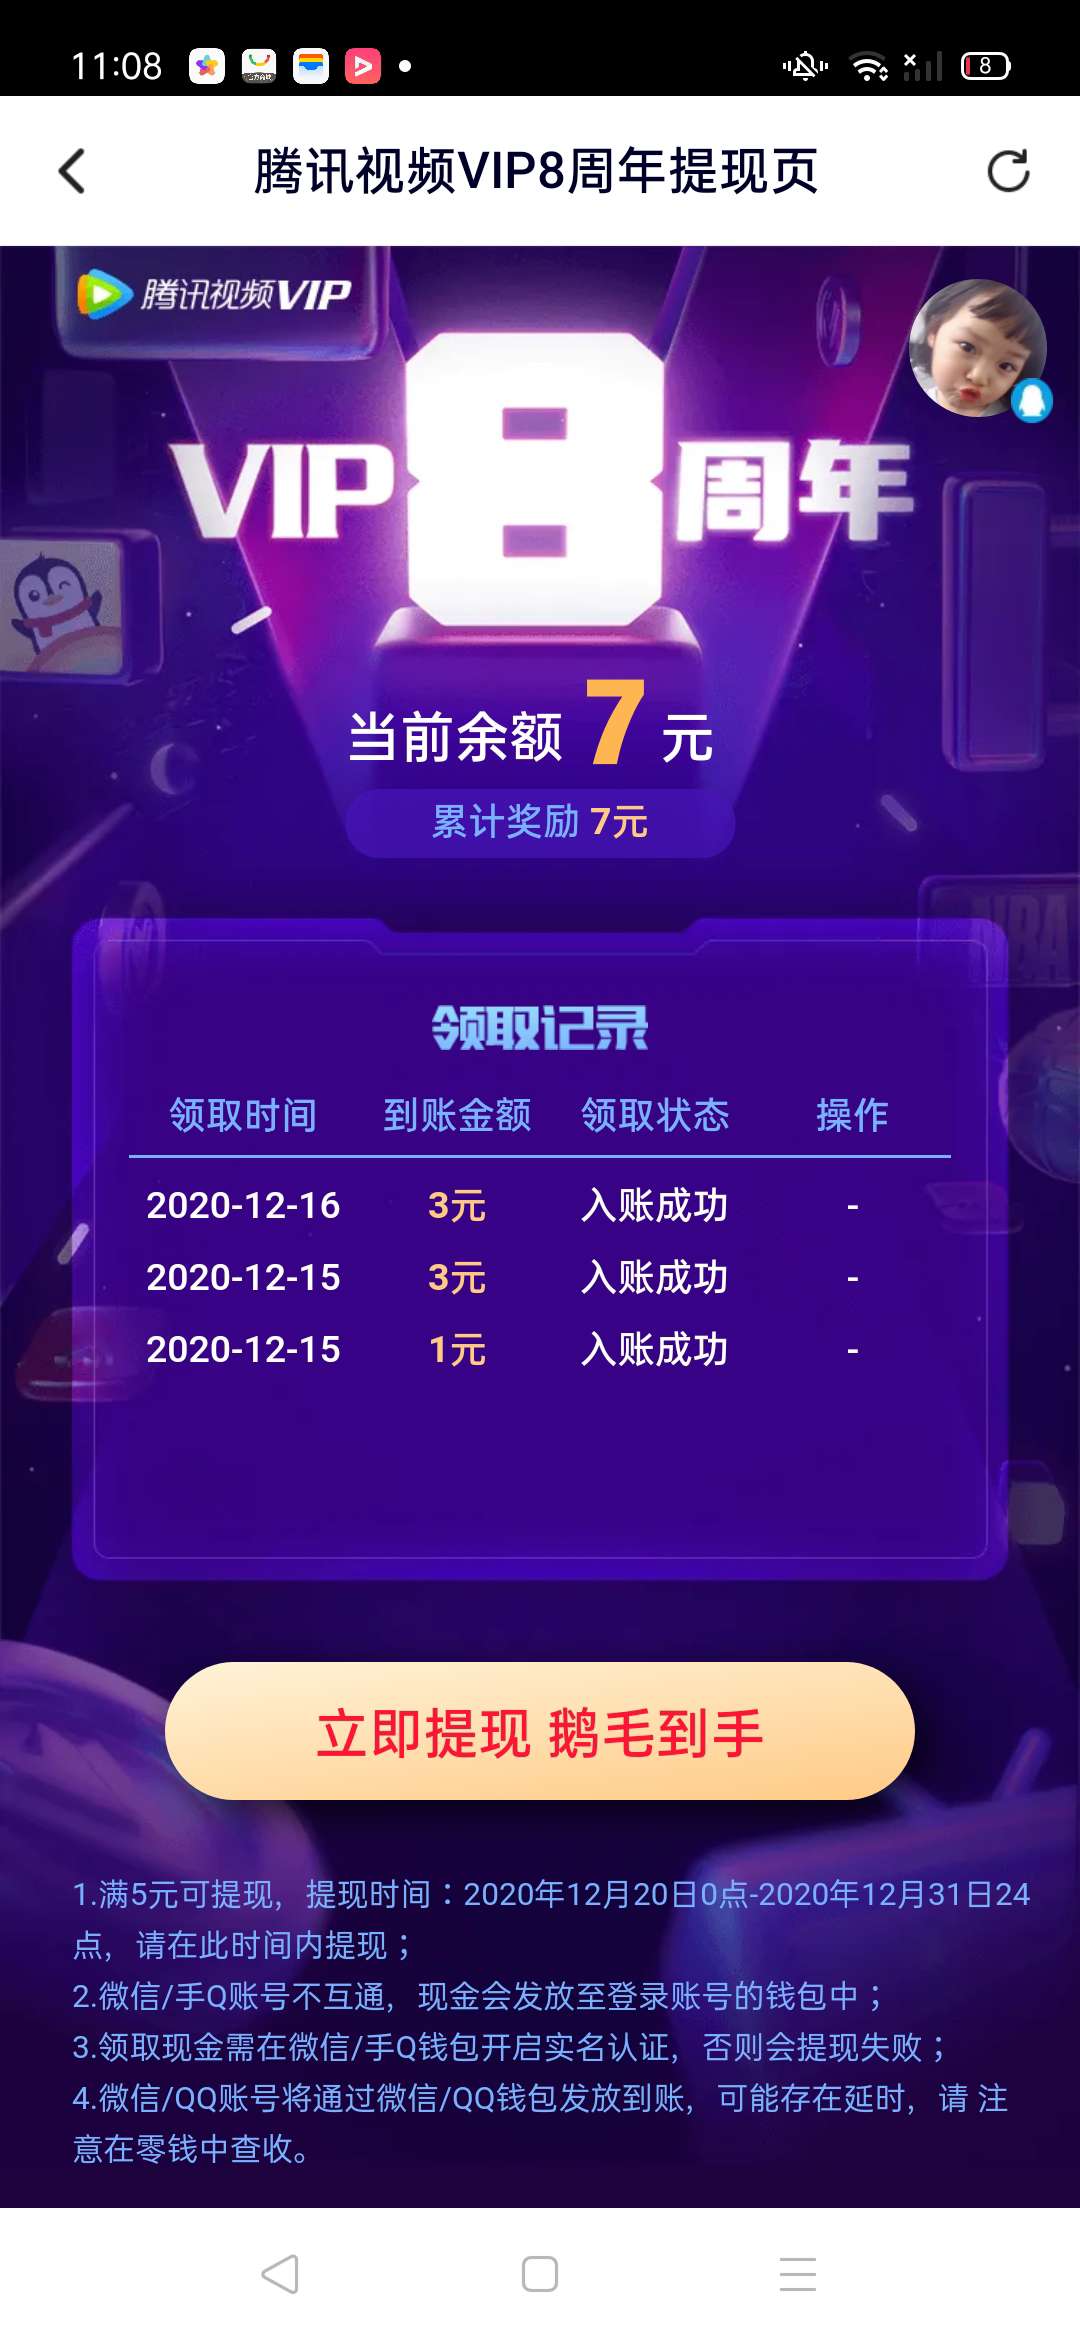 11:08
8
腾讯视频VIP8周年提现页
腾讯视频VIP
VIP8周年
当前余额 7 元
累计奖励 7元
NBA
领取记录
领取时间 到账金额 领取状态 操作
2020-12-16 3元 入账成功 -
2020-12-15 3元 入账成功 -
2020-12-15 1元 入账成功 -
立即提现 鹅毛到手
1.满5元可提现，提现时间：2020年12月20日0点-2020年12月31日24
点，请在此时间内提现；
2.微信/手Q账号不互通，现金会发放至登录账号的钱包中；
3.领取现金需在微信/手Q钱包开启实名认证，否则会提现失败；
4.微信/QQ账号将通过微信/QQ钱包发放到账，可能存在延时，请 注
意在零钱中查收。